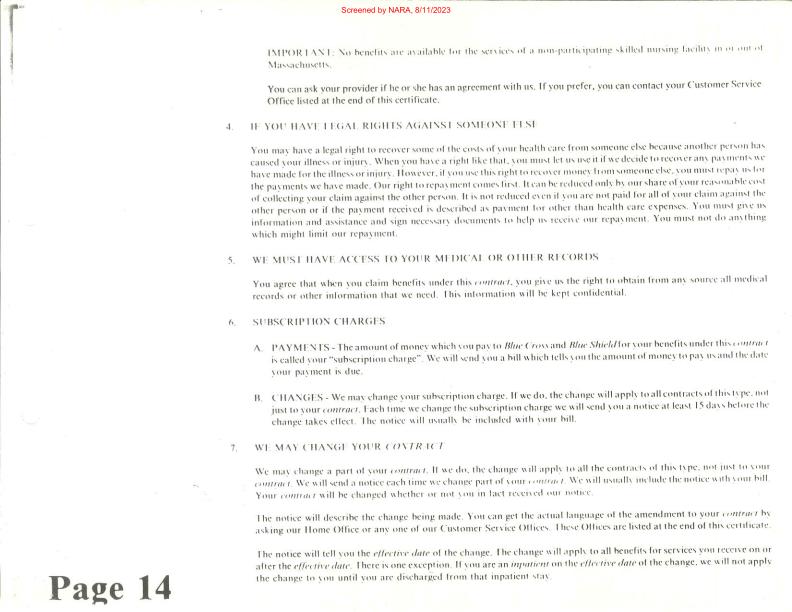 Screened by NARA, 8/11/2023
IMPORTANT: No benefits are available for the services of a non-participating skilled nursing facility in or out of
Massachusetts.
You can ask your provider if he or she has an agreement with us. If you prefer, you can contact your Customer Service
Office listed at the end of this certificate.
4. IF YOU HAVE LEGAL RIGHTS AGAINST SOMEONE ELSE
You may have a legal right to recover some of the costs of your health care from someone else because another person has
caused your illness or injury. When you have a right like that, you must let us use it if we decide to recover any payments we
have made for the illness or injury. However, if you use this right to recover money from someone else, you must repay us for
the payments we have made. Our right to repayment comes first. It can be reduced only by our share of your reasonable cost
of collecting your claim against the other person. It is not reduced even if you are not paid for all of your claim against the
other person or if the payment received is described as payment for other than health care expenses. You must give us
information and assistance and sign necessary documents to help us receive our repayment. You must not do anything
which might limit our repayment.
5. WE MUST HAVE ACCESS TO YOUR MEDICAL OR OTHER RECORDS
You agree that when you claim benefits under this contract, you give us the right to obtain from any source all medical
records or other information that we need. This information will be kept confidential.
6. SUBSCRIPTION CHARGES
A. PAYMENTS - The amount of money which you pay to Blue Cross and Blue Shield for your benefits under this contract
is called your "subscription charge". We will send you a bill which tells you the amount of money to pay us and the date
your payment is due.
B. CHANGES - We may change your subscription charge. If we do, the change will apply to all contracts of this type, not
just to your contract. Each time we change the subscription charge we will send you a notice at least 15 days before the
change takes effect. The notice will usually be included with your bill.
7. WE MAY CHANGE YOUR CONTRACT
We may change a part of your contract. If we do, the change will apply to all the contracts of this type, not just to your
contract. We will send a notice each time we change part of your contract. We will usually include the notice with your bill.
Your contract will be changed whether or not you in fact received our notice.
The notice will describe the change being made. You can get the actual language of the amendment to your contract by
asking our Home Office or any one of our Customer Service Offices. These Offices are listed at the end of this certificate.
The notice will tell you the effective date of the change. The change will apply to all benefits for services you receive on or
after the effective date. There is one exception. If you are an inpatient on the effective date of the change, we will not apply
the change to you until you are discharged from that inpatient stay.
Page 14